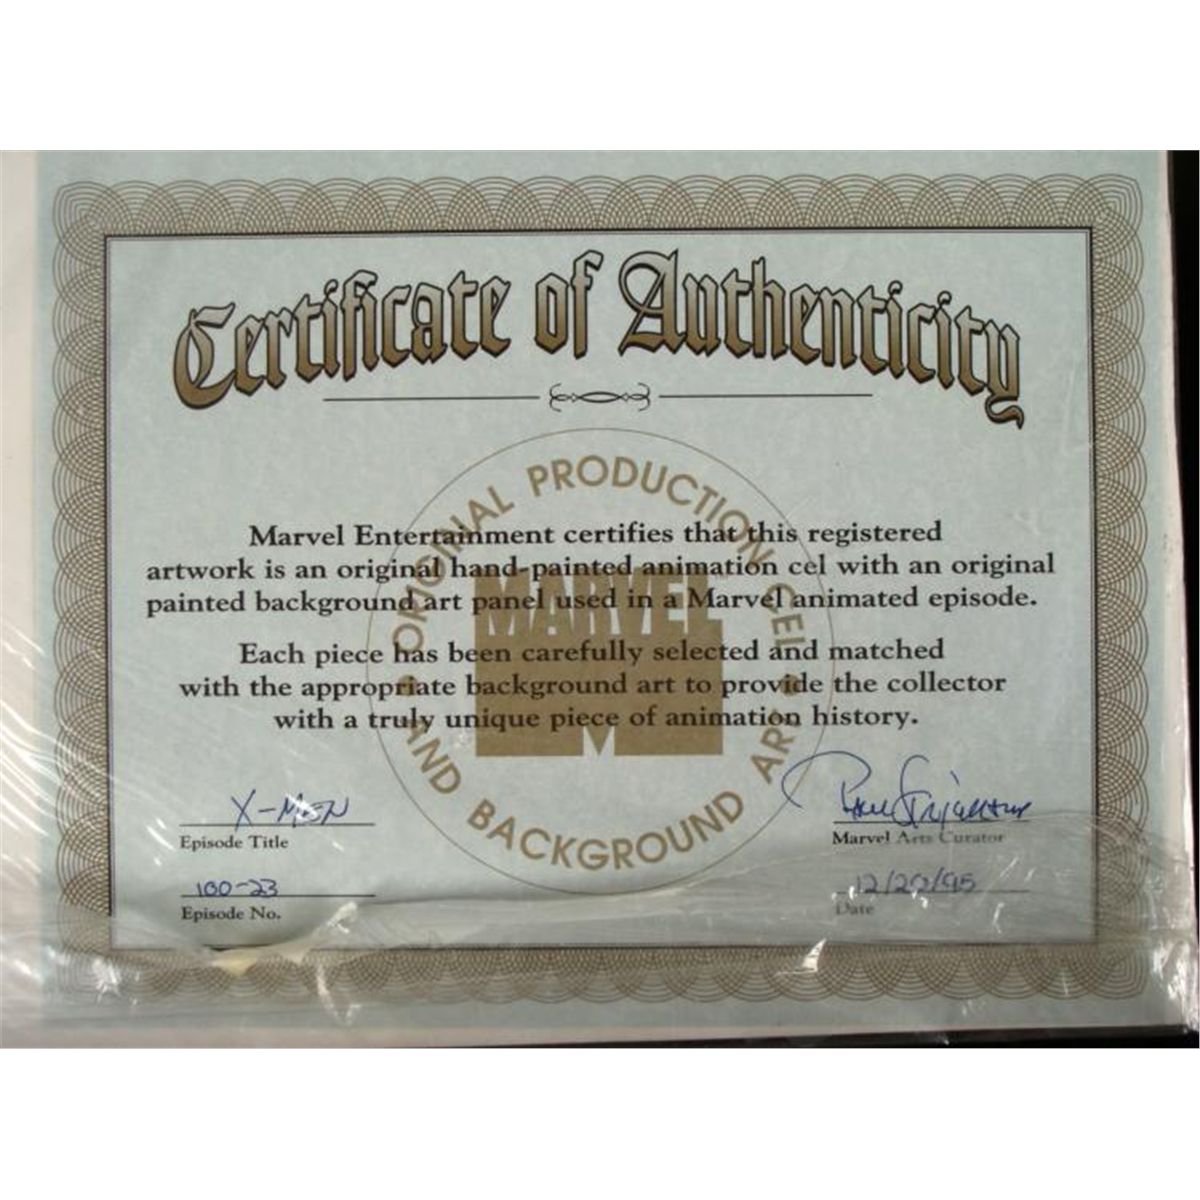 Certificate of Authenticity
ORIGINAL PRODUCTION CEL
AND BACKGROUND ART
MARVEL
Marvel Entertainment certifies that this registered
artwork is an original hand-painted animation cel with an original
painted background art panel used in a Marvel animated episode.
Each piece has been carefully selected and matched
with the appropriate background art to provide the collector
with a truly unique piece of animation history.
X-MEN
Episode Title
Marvel Arts Curator
100-23
Episode No.
12/20/95
Date